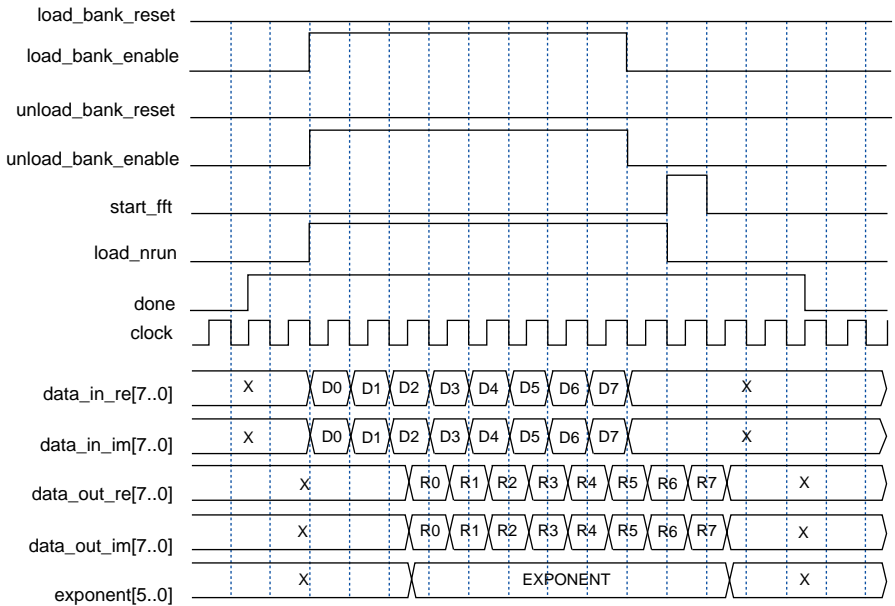 load_bank_reset
load_bank_enable
unload_bank_reset
unload_bank_enable
start_fft
load_nrun
done
clock
data_in_re[7..0] X D0 D1 D2 D3 D4 D5 D6 D7 X
data_in_im[7..0] X D0 D1 D2 D3 D4 D5 D6 D7 X
data_out_re[7..0] X R0 R1 R2 R3 R4 R5 R6 R7 X
data_out_im[7..0] X R0 R1 R2 R3 R4 R5 R6 R7 X
exponent[5..0] X EXPONENT X